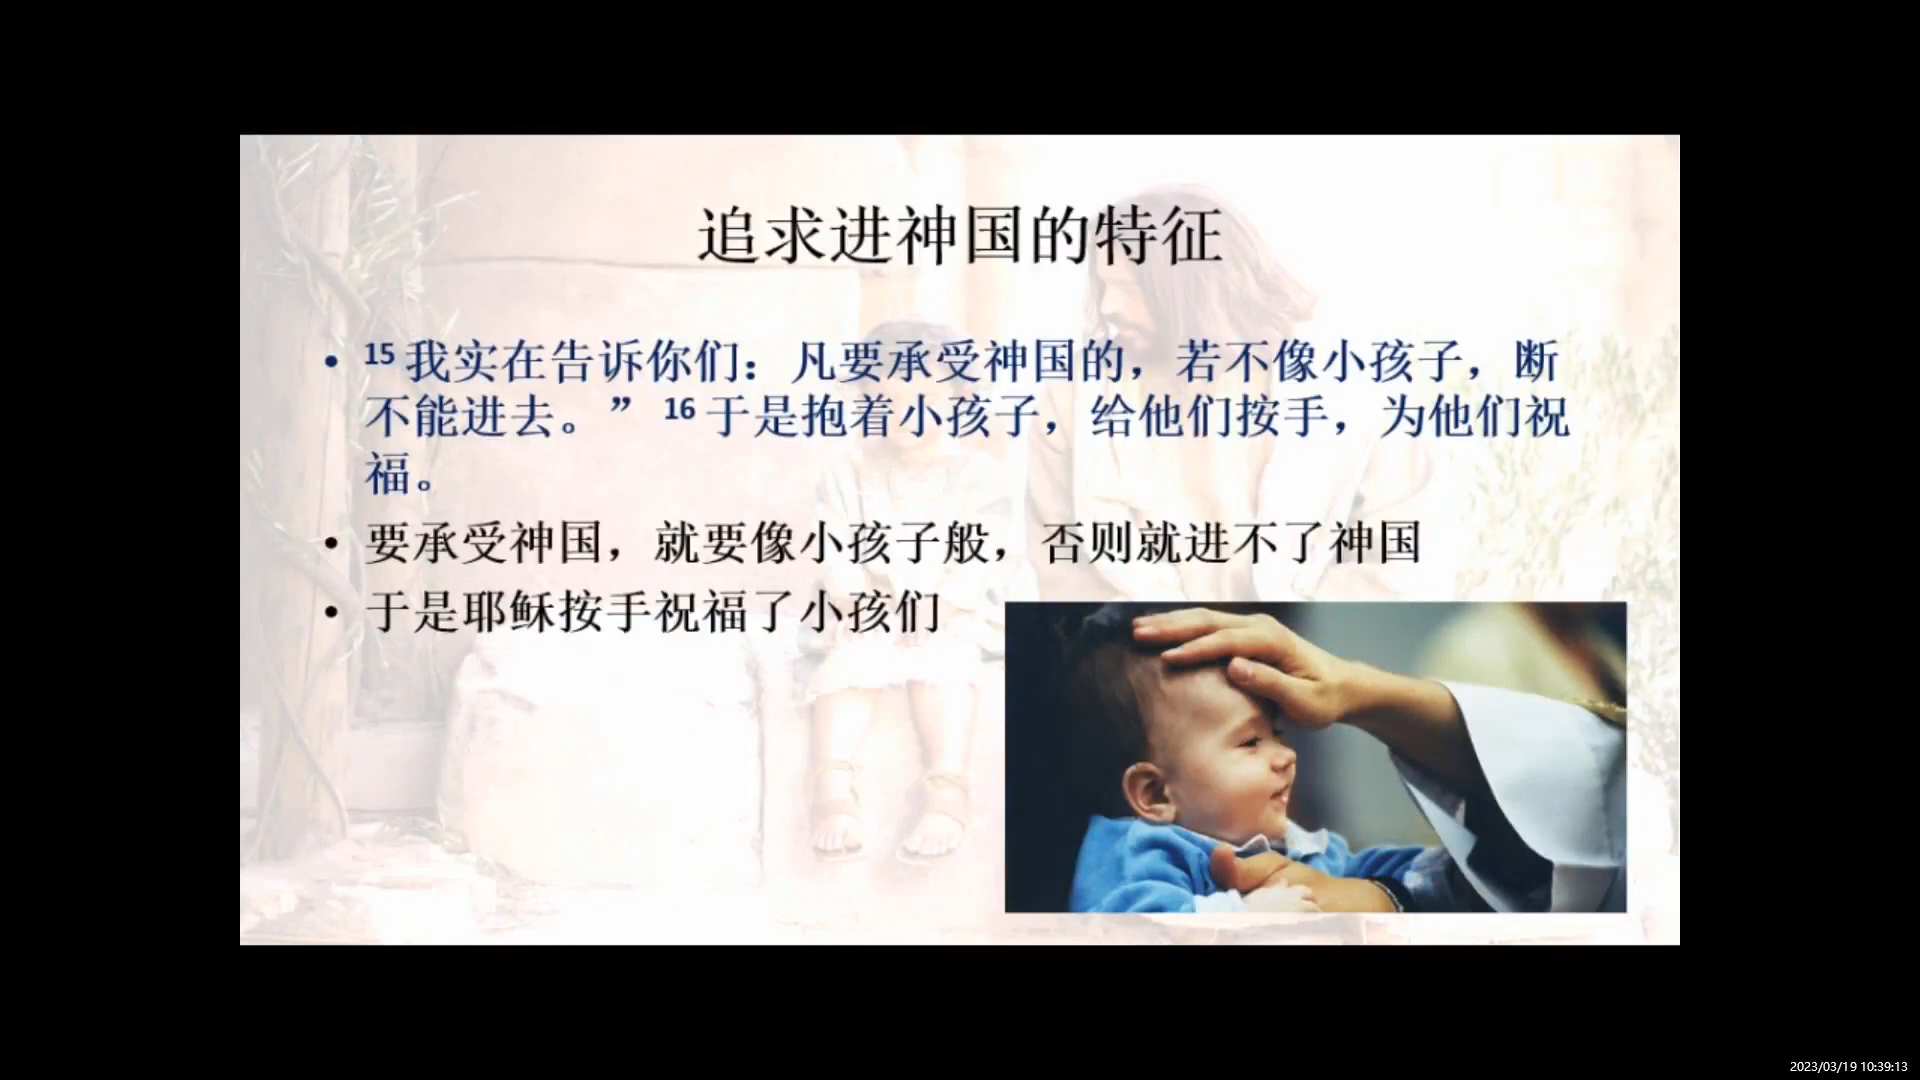 追求进神国的特征
• 15 我实在告诉你们：凡要承受神国的，若不像小孩子，断
不能进去。” 16 于是抱着小孩子，给他们按手，为他们祝
福。
• 要承受神国，就要像小孩子般，否则就进不了神国
• 于是耶稣按手祝福了小孩们
2023/03/19 10:39:13